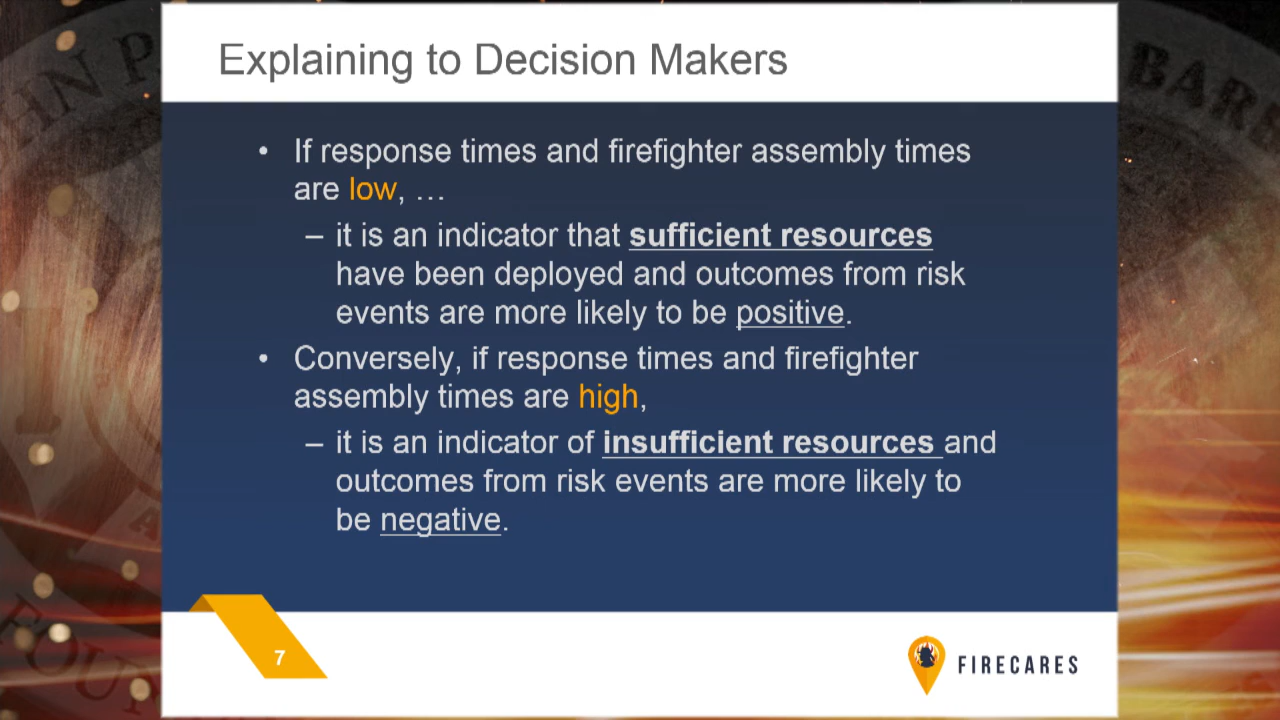 Explaining to Decision Makers
• If response times and firefighter assembly times
are low, …
– it is an indicator that sufficient resources
have been deployed and outcomes from risk
events are more likely to be positive.
• Conversely, if response times and firefighter
assembly times are high,
– it is an indicator of insufficient resources and
outcomes from risk events are more likely to
be negative.
7
FIRECARES